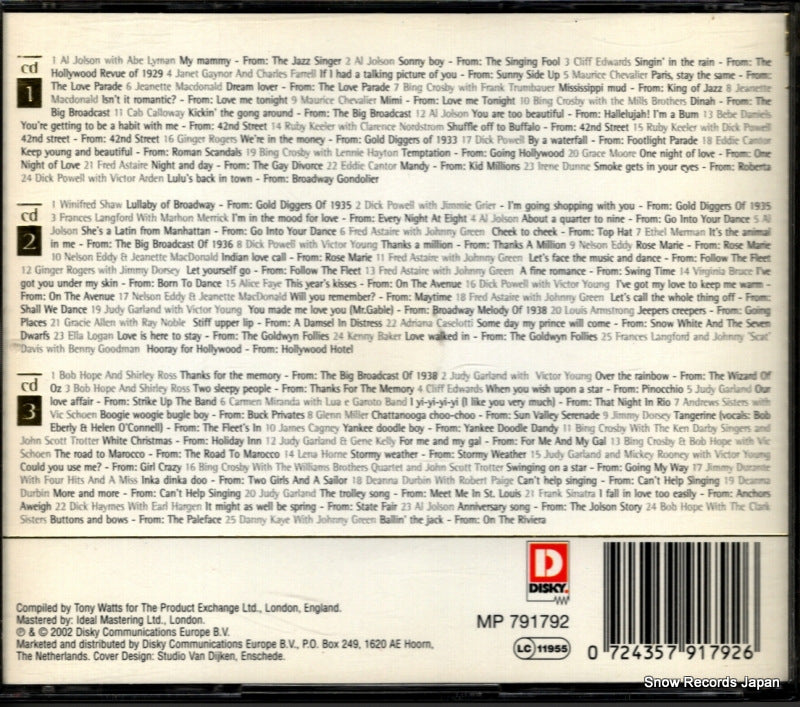 cd 1
1 Al Jolson with Abe Lyman My mammy - From: The Jazz Singer 2 Al Jolson Sonny boy - From: The Singing Fool 3 Cliff Edwards Singin' in the rain - From: The
Hollywood Revue of 1929 4 Janet Gaynor And Charles Farrell If I had a talking picture of you - From: Sunny Side Up 5 Maurice Chevalier Paris, stay the same - From:
The Love Parade 6 Jeanette Macdonald Dream lover - From: The Love Parade 7 Bing Crosby with Frank Trumbauer Mississippi mud - From: King of Jazz 8 Jeanette
Macdonald Isn't it romantic? - From: Love me tonight 9 Maurice Chevalier Mimi - From: Love me Tonight 10 Bing Crosby with the Mills Brothers Dinah - From: The
Big Broadcast 11 Cab Calloway Kickin' the gong around - From: The Big Broadcast 12 Al Jolson You are too beautiful - From: Hallelujah! I'm a Bum 13 Bebe Daniels
You're getting to be a habit with me - From: 42nd Street 14 Ruby Keeler with Clarence Nordstrom Shuffle off to Buffalo - From: 42nd Street 15 Ruby Keeler with Dick Powell
42nd street - From: 42nd Street 16 Ginger Rogers We're in the money - From: Gold Diggers of 1933 17 Dick Powell By a waterfall - From: Footlight Parade 18 Eddie Cantor
Keep young and beautiful - From: Roman Scandals 19 Bing Crosby with Lennie Hayton Temptation - From: Going Hollywood 20 Grace Moore One night of love - From: One
Night of Love 21 Fred Astaire Night and day - From: The Gay Divorce 22 Eddie Cantor Mandy - From: Kid Millions 23 Irene Dunne Smoke gets in your eyes - From: Roberta
24 Dick Powell with Victor Arden Lulu's back in town - From: Broadway Gondolier
cd 2
1 Winifred Shaw Lullaby of Broadway - From: Gold Diggers Of 1935 2 Dick Powell with Jimmie Grier - I'm going shopping with you - From: Gold Diggers Of 1935
3 Frances Langford With Marhon Merrick I'm in the mood for love - From: Every Night At Eight 4 Al Jolson About a quarter to nine - From: Go Into Your Dance 5 Al
Jolson She's a Latin from Manhattan - From: Go Into Your Dance 6 Fred Astaire with Johnny Green Cheek to cheek - From: Top Hat 7 Ethel Merman It's the animal
in me - From: The Big Broadcast Of 1936 8 Dick Powell with Victor Young Thanks a million - From: Thanks A Million 9 Nelson Eddy Rose Marie - From: Rose Marie
10 Nelson Eddy & Jeanette MacDonald Indian love call - From: Rose Marie 11 Fred Astaire with Johnny Green Let's face the music and dance - From: Follow The Fleet
12 Ginger Rogers with Jimmy Dorsey Let yourself go - From: Follow The Fleet 13 Fred Astaire with Johnny Green A fine romance - From: Swing Time 14 Virginia Bruce I've
got you under my skin - From: Born To Dance 15 Alice Faye This year's kisses - From: On The Avenue 16 Dick Powell with Victor Young I've got my love to keep me warm -
From: On The Avenue 17 Nelson Eddy & Jeanette MacDonald Will you remember? - From: Maytime 18 Fred Astaire with Johnny Green Let's call the whole thing off - From:
Shall We Dance 19 Judy Garland with Victor Young You made me love you (Mr.Gable) - From: Broadway Melody Of 1938 20 Louis Armstrong Jeepers creepers - From: Going
Places 21 Gracie Allen with Ray Noble Stiff upper lip - From: A Damsel In Distress 22 Adriana Caselotti Some day my prince will come - From: Snow White And The Seven
Dwarfs 23 Ella Logan Love is here to stay - From: The Goldwyn Follies 24 Kenny Baker Love walked in - From: The Goldwyn Follies 25 Frances Langford and Johnny 'Scat'
Davis with Benny Goodman Hooray for Hollywood - From: Hollywood Hotel
cd 3
1 Bob Hope And Shirley Ross Thanks for the memory - From: The Big Broadcast Of 1938 2 Judy Garland with Victor Young Over the rainbow - From: The Wizard Of
Oz 3 Bob Hope And Shirley Ross Two sleepy people - From: Thanks For The Memory 4 Cliff Edwards When you wish upon a star - From: Pinocchio 5 Judy Garland Our
love affair - From: Strike Up The Band 6 Carmen Miranda with Lua e Garoto Band I yi-yi-yi-yi (I like you very much) - From: That Night In Rio 7 Andrews Sisters with
Vic Schoen Boogie woogie bugle boy - From: Buck Privates 8 Glenn Miller Chattanooga choo-choo - From: Sun Valley Serenade 9 Jimmy Dorsey Tangerine (vocals: Bob
Eberly & Helen O'Connell) - From: The Fleet's In 10 James Cagney Yankee doodle boy - From: Yankee Doodle Dandy 11 Bing Crosby With The Ken Darby Singers and
John Scott Trotter White Christmas - From: Holiday Inn 12 Judy Garland & Gene Kelly For me and my gal - From: For Me And My Gal 13 Bing Crosby & Bob Hope with Vic
Schoen The road to Marocco - From: The Road To Marocco 14 Lena Horne Stormy weather - From: Stormy Weather 15 Judy Garland and Mickey Rooney with Victor Young
Could you use me? - From: Girl Crazy 16 Bing Crosby With The Williams Brothers Quartet and John Scott Trotter Swinging on a star - From: Going My Way 17 Jimmy Durante
With Four Hits And A Miss Inka dinka doo - From: Two Girls And A Sailor 18 Deanna Durbin With Robert Paige Can't help singing - From: Can't Help Singing 19 Deanna
Durbin More and more - From: Can't Help Singing 20 Judy Garland The trolley song - From: Meet Me In St. Louis 21 Frank Sinatra I fall in love too easily - From: Anchors
Aweigh 22 Dick Haymes With Earl Hargen It might as well be spring - From: State Fair 23 Al Jolson Anniversary song - From: The Jolson Story 24 Bob Hope With The Clark
Sisters Buttons and bows - From: The Paleface 25 Danny Kaye With Johnny Green Ballin' the jack - From: On The Riviera
D
DISKY.
Compiled by Tony Watts for The Product Exchange Ltd., London, England.
Mastered by: Ideal Mastering Ltd., London.
℗ & © 2002 Disky Communications Europe B.V.
Marketed and distributed by Disky Communications Europe B.V., P.O. Box 249, 1620 AE Hoorn,
The Netherlands. Cover Design: Studio Van Dijken, Enschede.
MP 791792
LC 11955
0 724357 917926
Snow Records Japan